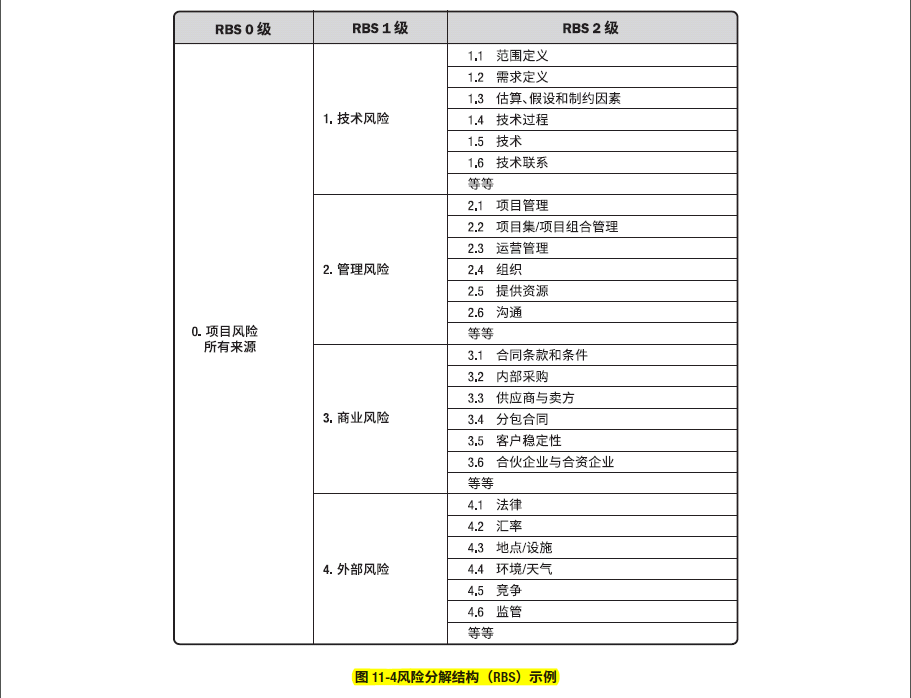 RBS 0 级 RBS 1 级 RBS 2 级
1.1 范围定义
1.2 需求定义
1.3 估算、假设和制约因素
1. 技术风险
1.4 技术过程
1.5 技术
1.6 技术联系
等等
2.1 项目管理
2.2 项目集/项目组合管理
2.3 运营管理
2. 管理风险
2.4 组织
2.5 提供资源
2.6 沟通
等等
0. 项目风险
所有来源
3.1 合同条款和条件
3.2 内部采购
3.3 供应商与卖方
3. 商业风险
3.4 分包合同
3.5 客户稳定性
3.6 合伙企业与合资企业
等等
4.1 法律
4.2 汇率
4.3 地点/设施
4. 外部风险
4.4 环境/天气
4.5 竞争
4.6 监管
等等
图 11-4风险分解结构（RBS）示例